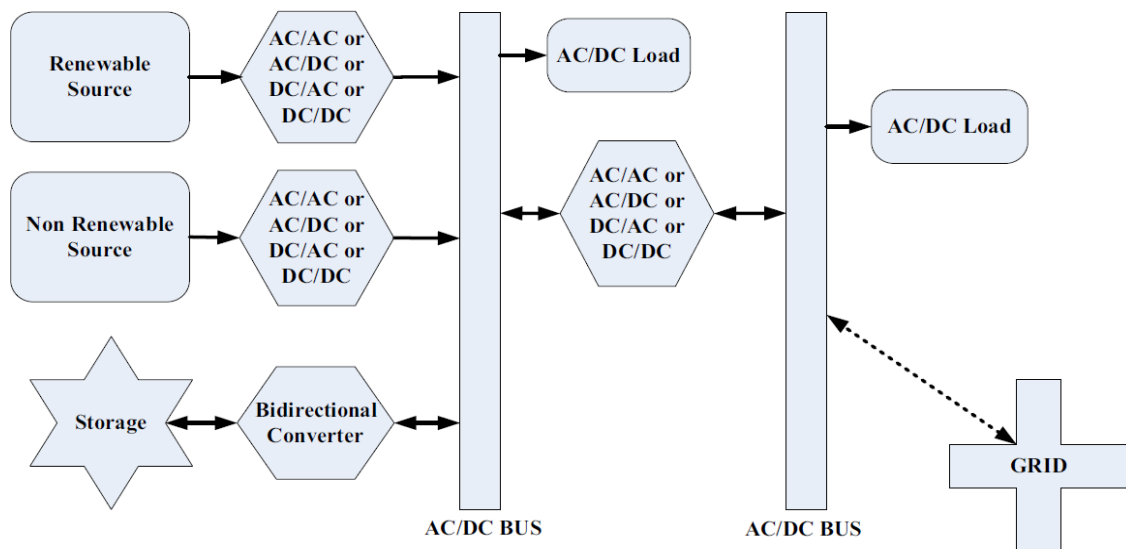 Renewable
Source
AC/AC or
AC/DC or
DC/AC or
DC/DC
AC/DC Load
AC/DC Load
Non Renewable
Source
AC/AC or
AC/DC or
DC/AC or
DC/DC
AC/AC or
AC/DC or
DC/AC or
DC/DC
Storage
Bidirectional
Converter
GRID
AC/DC BUS
AC/DC BUS